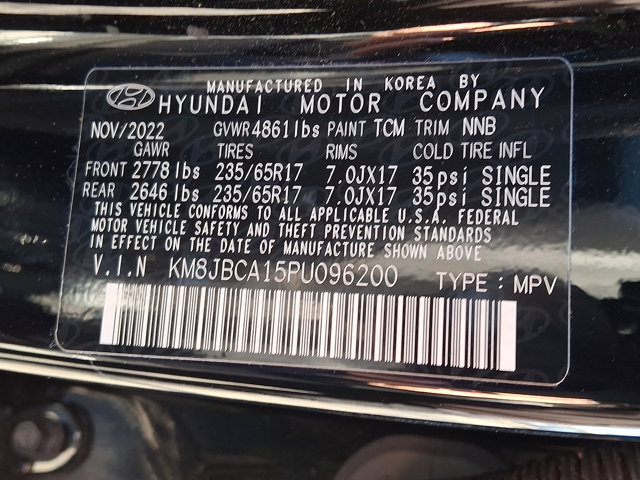 MANUFACTURED IN KOREA BY
HYUNDAI MOTOR COMPANY
NOV/2022 GVWR 4861lbs PAINT TCM TRIM NNB
GAWR TIRES RIMS COLD TIRE INFL
FRONT 2778 lbs 235/65R17 7.0JX17 35psi SINGLE
REAR 2646 lbs 235/65R17 7.0JX17 35psi SINGLE
THIS VEHICLE CONFORMS TO ALL APPLICABLE U.S.A. FEDERAL
MOTOR VEHICLE SAFETY AND THEFT PREVENTION STANDARDS
IN EFFECT ON THE DATE OF MANUFACTURE SHOWN ABOVE
V.I.N KM8JBCA15PU096200 TYPE : MPV